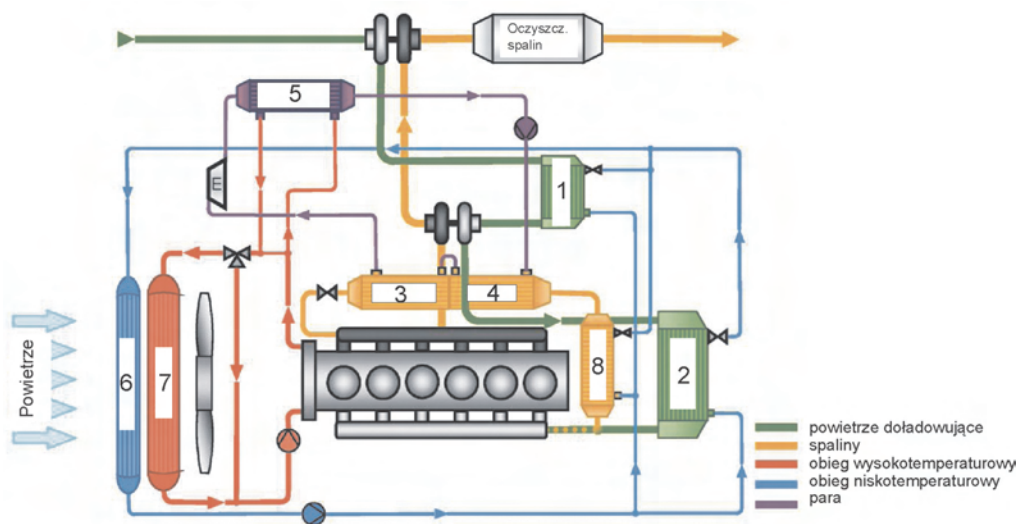 Oczyszcz.
spalin
5
E
1
3
4
8
2
6
7
Powietrze
powietrze doładowujące
spaliny
obieg wysokotemperaturowy
obieg niskotemperaturowy
para